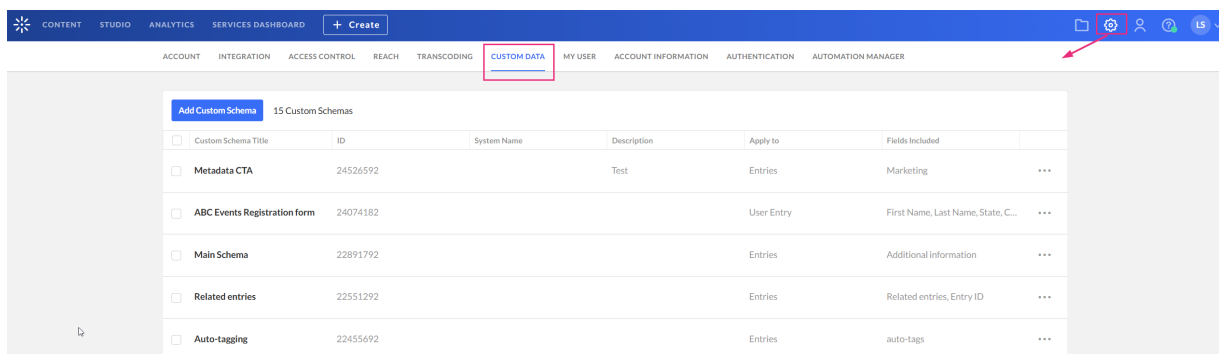 CONTENT STUDIO ANALYTICS SERVICES DASHBOARD + Create LS
ACCOUNT INTEGRATION ACCESS CONTROL REACH TRANSCODING CUSTOM DATA MY USER ACCOUNT INFORMATION AUTHENTICATION AUTOMATION MANAGER
Add Custom Schema 15 Custom Schemas
Custom Schema Title ID System Name Description Apply to Fields Included
Metadata CTA 24526592 Test Entries Marketing
ABC Events Registration form 24074182 User Entry First Name, Last Name, State, C...
Main Schema 22891792 Entries Additional information
Related entries 22551292 Entries Related entries, Entry ID
Auto-tagging 22455692 Entries auto-tags